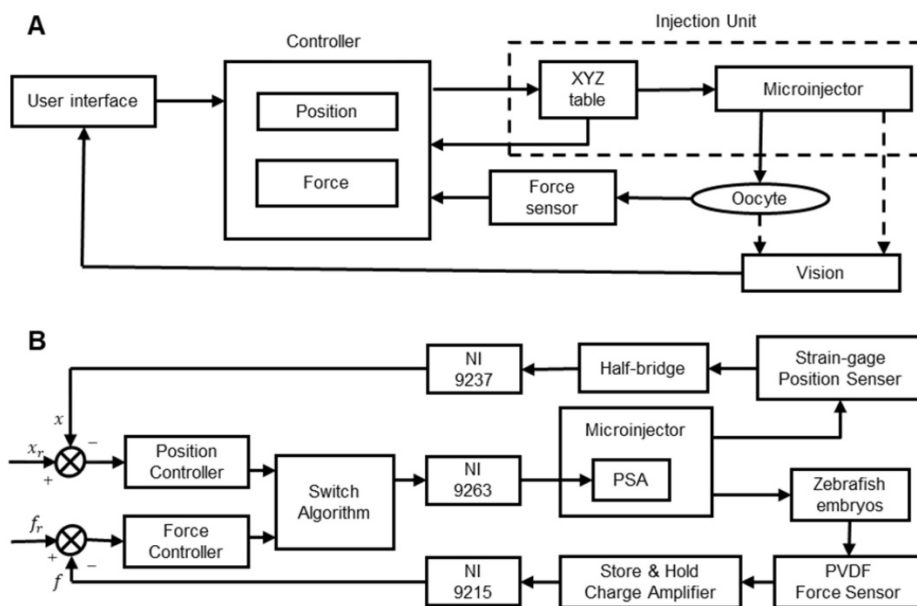 A
Injection Unit
Controller
User interface
Position
Force
XYZ
table
Microinjector
Force
sensor
Oocyte
Vision
B
NI
9237
Half-bridge
Strain-gage
Position Senser
x
x_r
+
−
Position
Controller
Switch
Algorithm
NI
9263
Microinjector
PSA
Zebrafish
embryos
f_r
+
−
f
Force
Controller
NI
9215
Store & Hold
Charge Amplifier
PVDF
Force Sensor